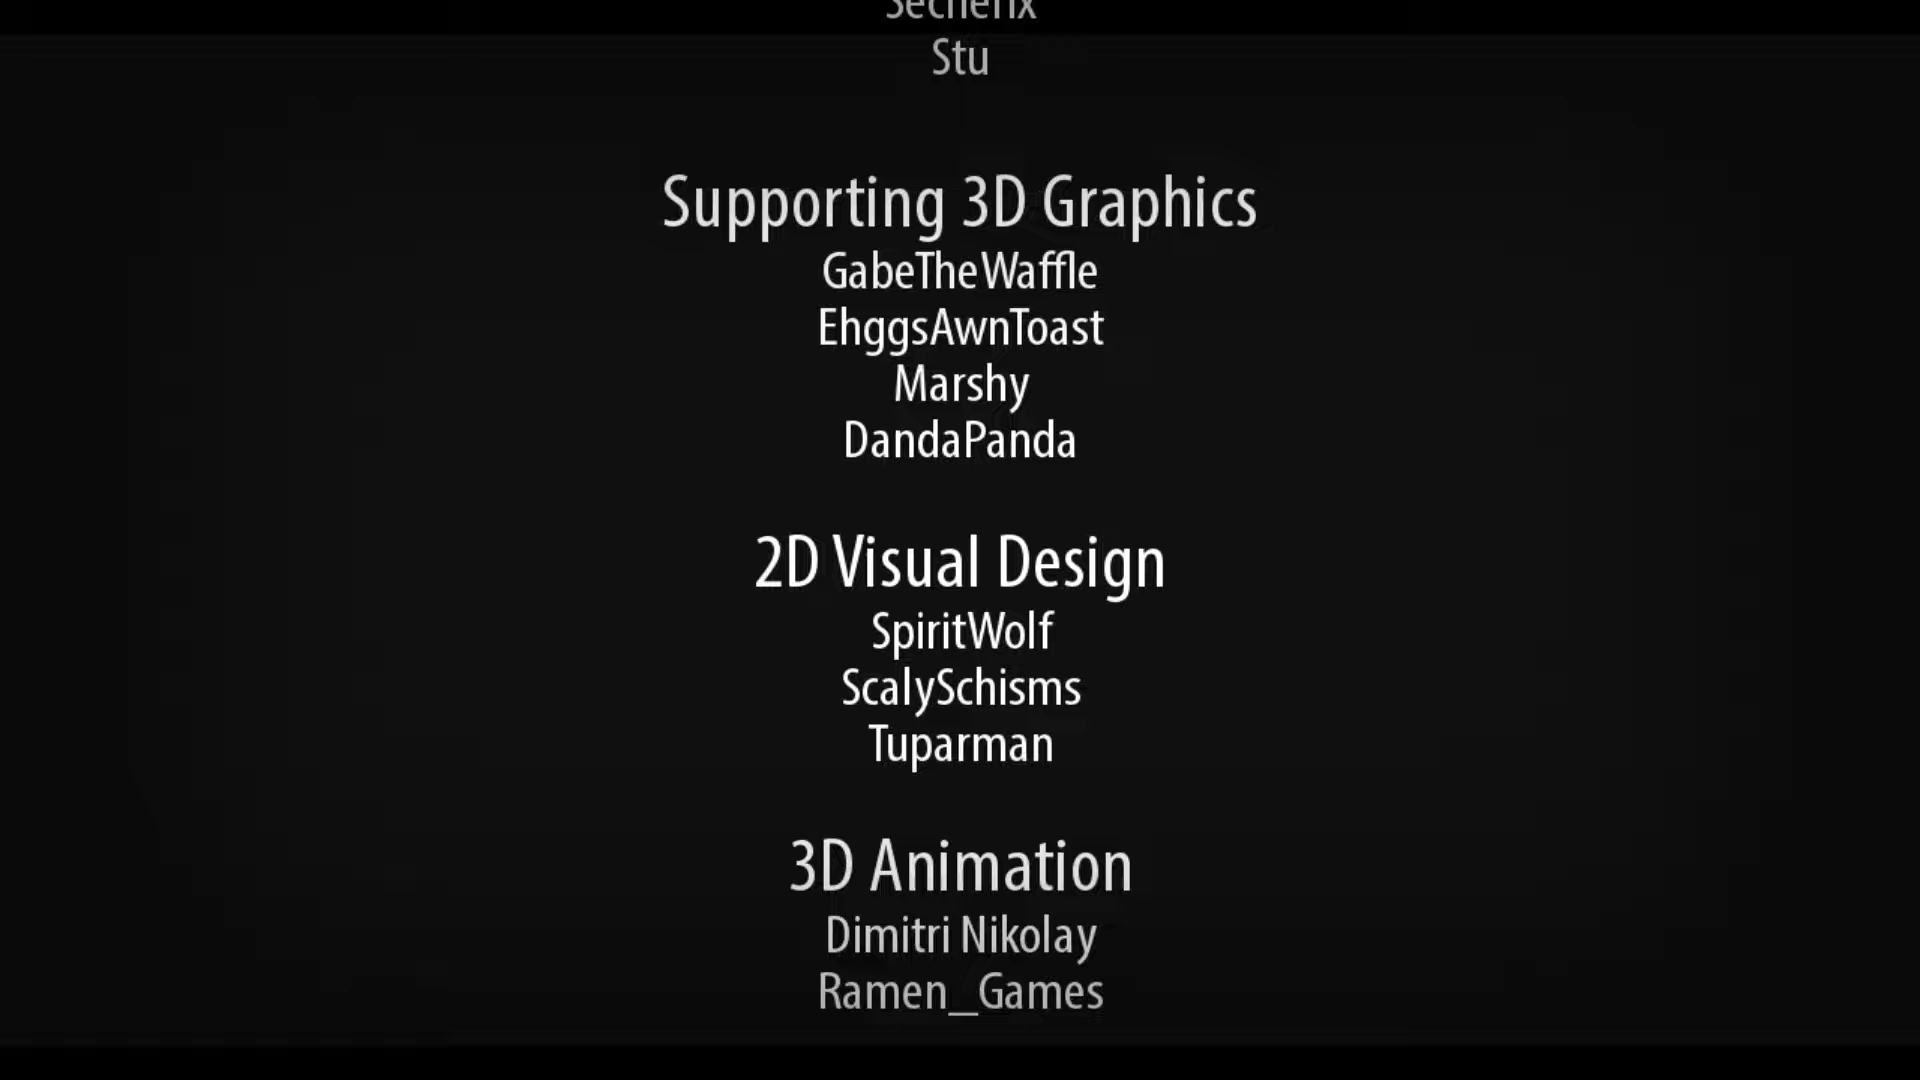 Stu
Supporting 3D Graphics
GabeTheWaffle
EhggsAwnToast
Marshy
DandaPanda
2D Visual Design
SpiritWolf
ScalySchisms
Tuparman
3D Animation
Dimitri Nikolay
Ramen_Games